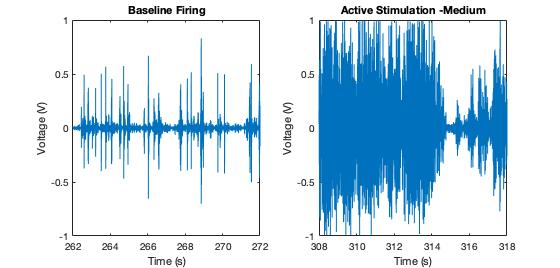 Baseline Firing
1
0.5
0
-0.5
-1
Voltage (V)
262 264 266 268 270 272
Time (s)
Active Stimulation -Medium
1
0.5
0
-0.5
-1
Voltage (V)
308 310 312 314 316 318
Time (s)